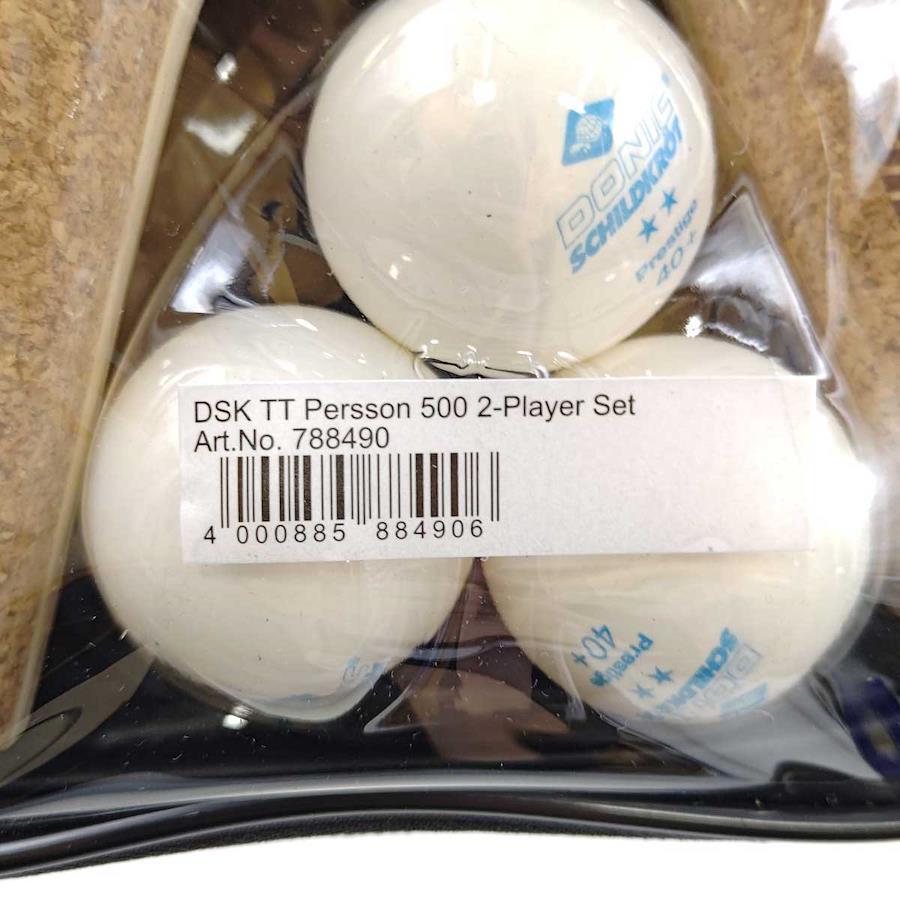 DONIC
SCHILDKRÖT
Prestige
40+
DSK TT Persson 500 2-Player Set
Art.No. 788490
4 000885 884906
40+
Prestige